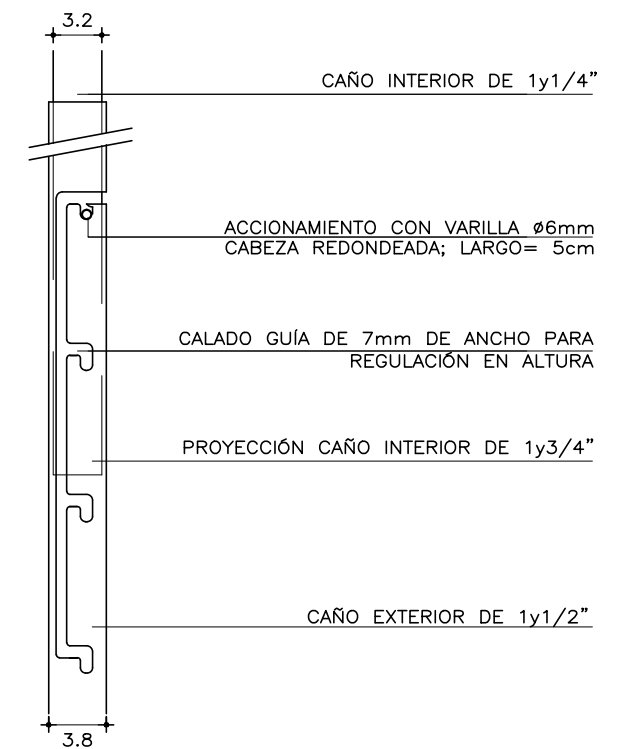 3.2
CAÑO INTERIOR DE 1y1/4”
ACCIONAMIENTO CON VARILLA ø6mm
CABEZA REDONDEADA; LARGO= 5cm
CALADO GUÍA DE 7mm DE ANCHO PARA
REGULACIÓN EN ALTURA
PROYECCIÓN CAÑO INTERIOR DE 1y3/4”
CAÑO EXTERIOR DE 1y1/2”
3.8